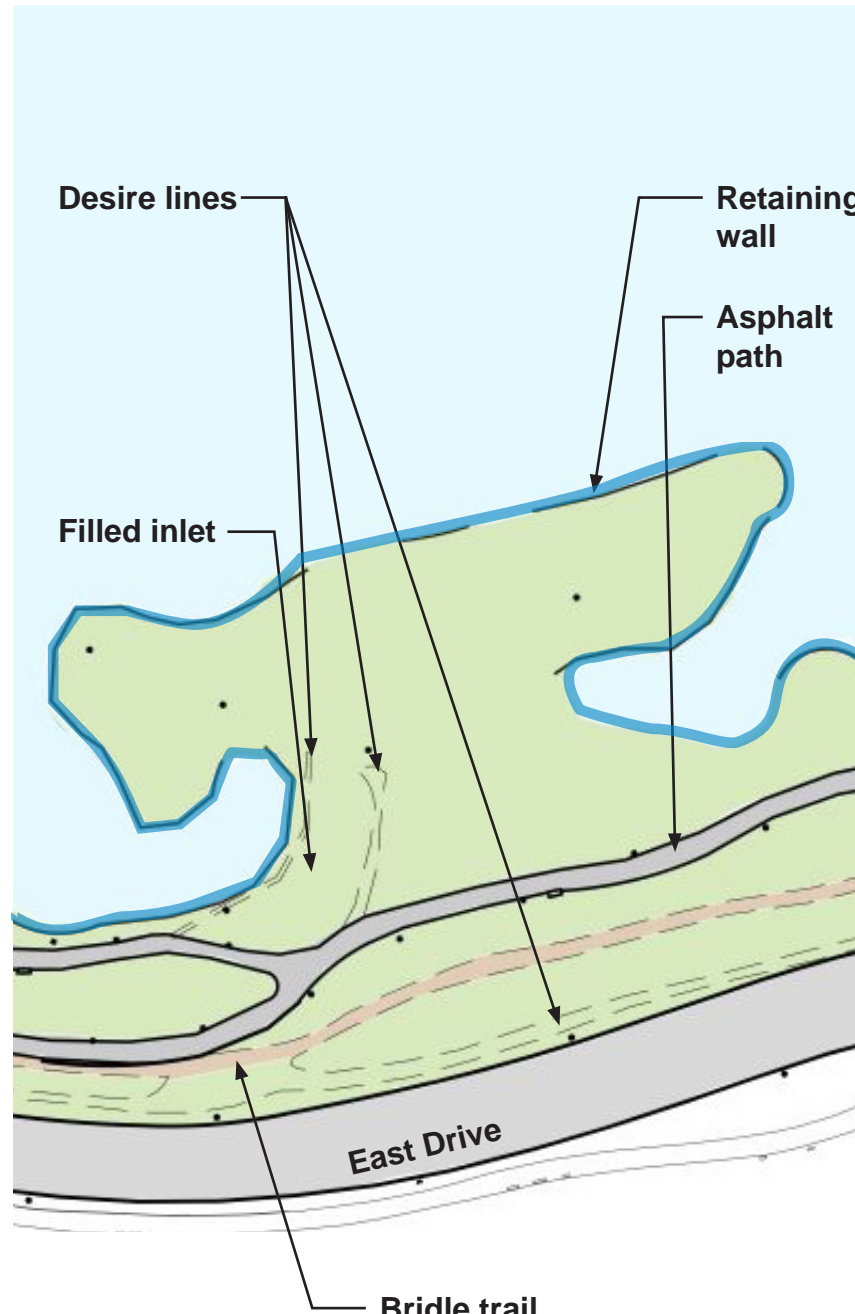 Desire lines
Retaining
wall
Asphalt
path
Filled inlet
East Drive
Bridle trail